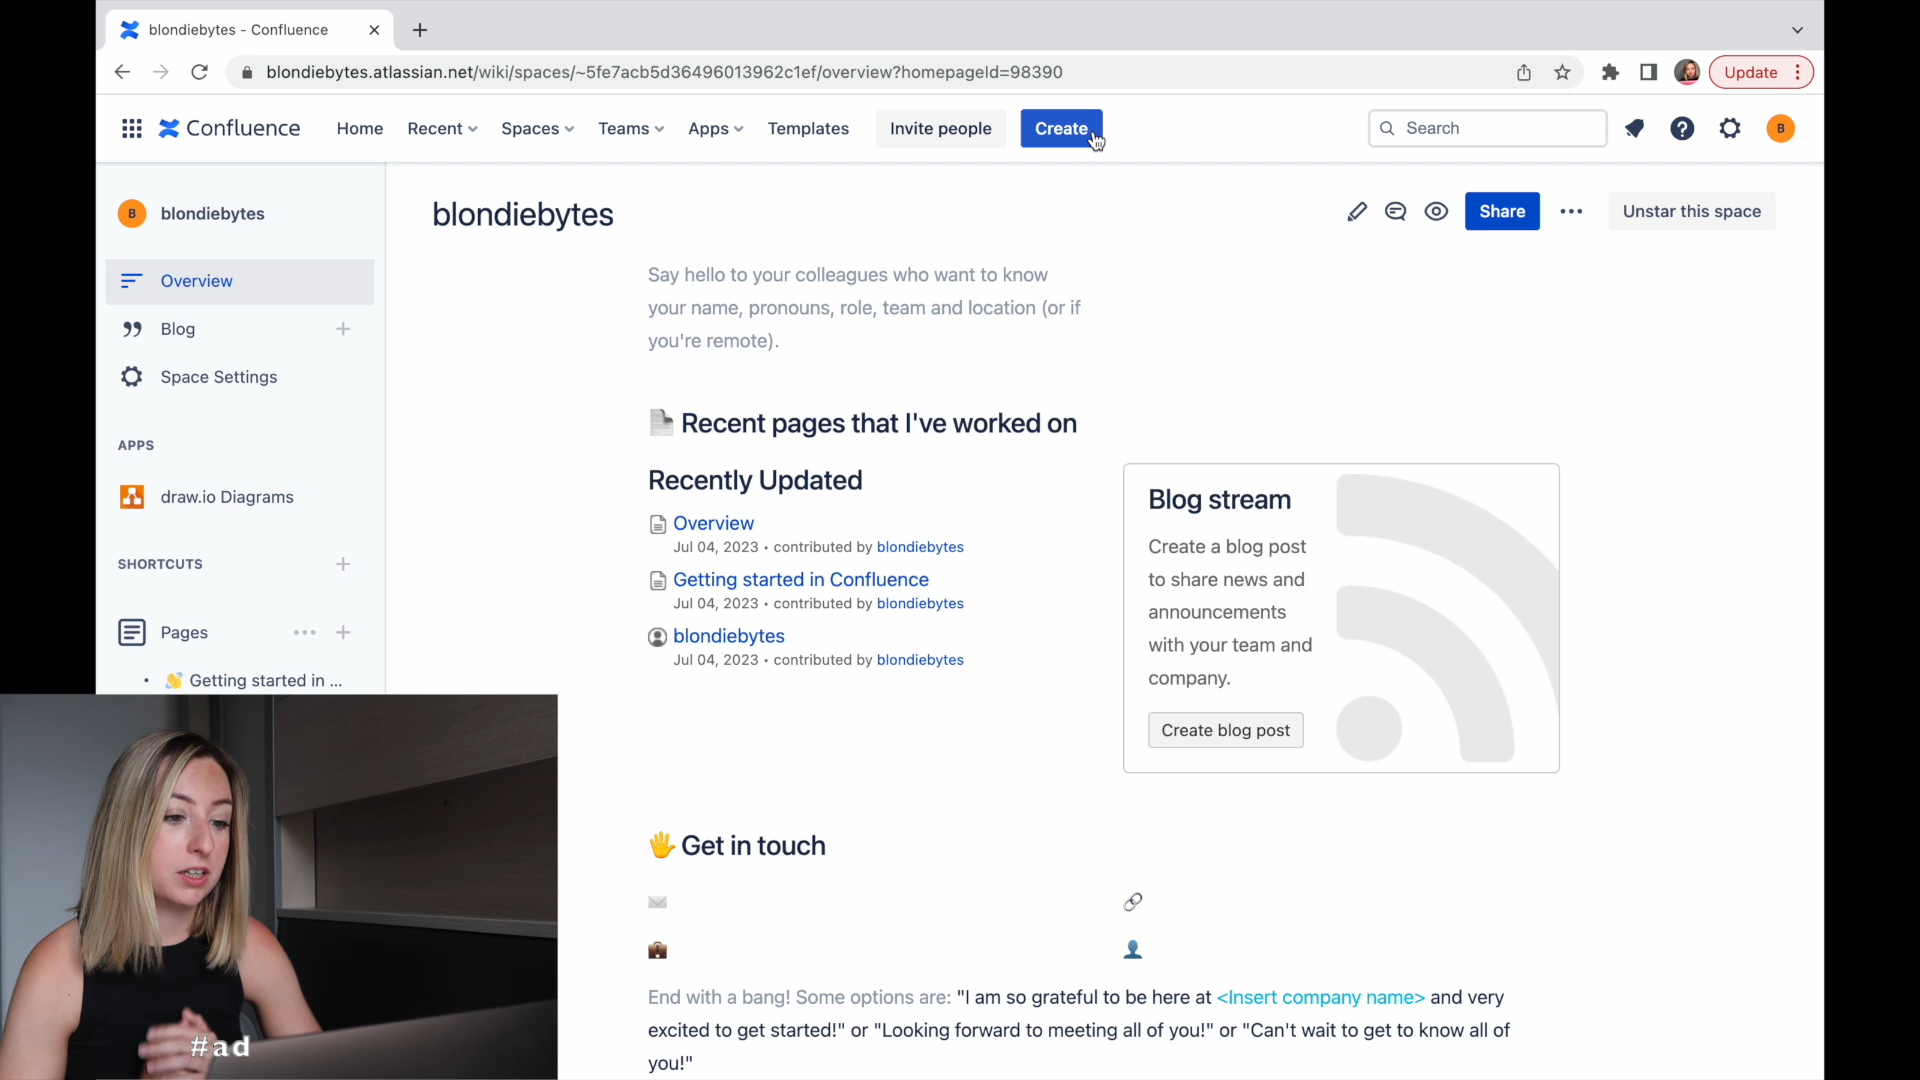 blondiebytes - Confluence
blondiebytes.atlassian.net/wiki/spaces/~5fe7acb5d36496013962c1ef/overview?homepageId=98390
Update
Confluence
Home
Recent
Spaces
Teams
Apps
Templates
Invite people
Create
Search
B
B
blondiebytes
Overview
Blog
Space Settings
APPS
draw.io Diagrams
SHORTCUTS
Pages
Getting started in ...
blondiebytes
Share
Unstar this space
Say hello to your colleagues who want to know
your name, pronouns, role, team and location (or if
you're remote).
Recent pages that I've worked on
Recently Updated
Overview
Jul 04, 2023 • contributed by blondiebytes
Getting started in Confluence
Jul 04, 2023 • contributed by blondiebytes
blondiebytes
Jul 04, 2023 • contributed by blondiebytes
Blog stream
Create a blog post
to share news and
announcements
with your team and
company.
Create blog post
Get in touch
End with a bang! Some options are: "I am so grateful to be here at <Insert company name> and very
excited to get started!" or "Looking forward to meeting all of you!" or "Can't wait to get to know all of
you!"
#ad